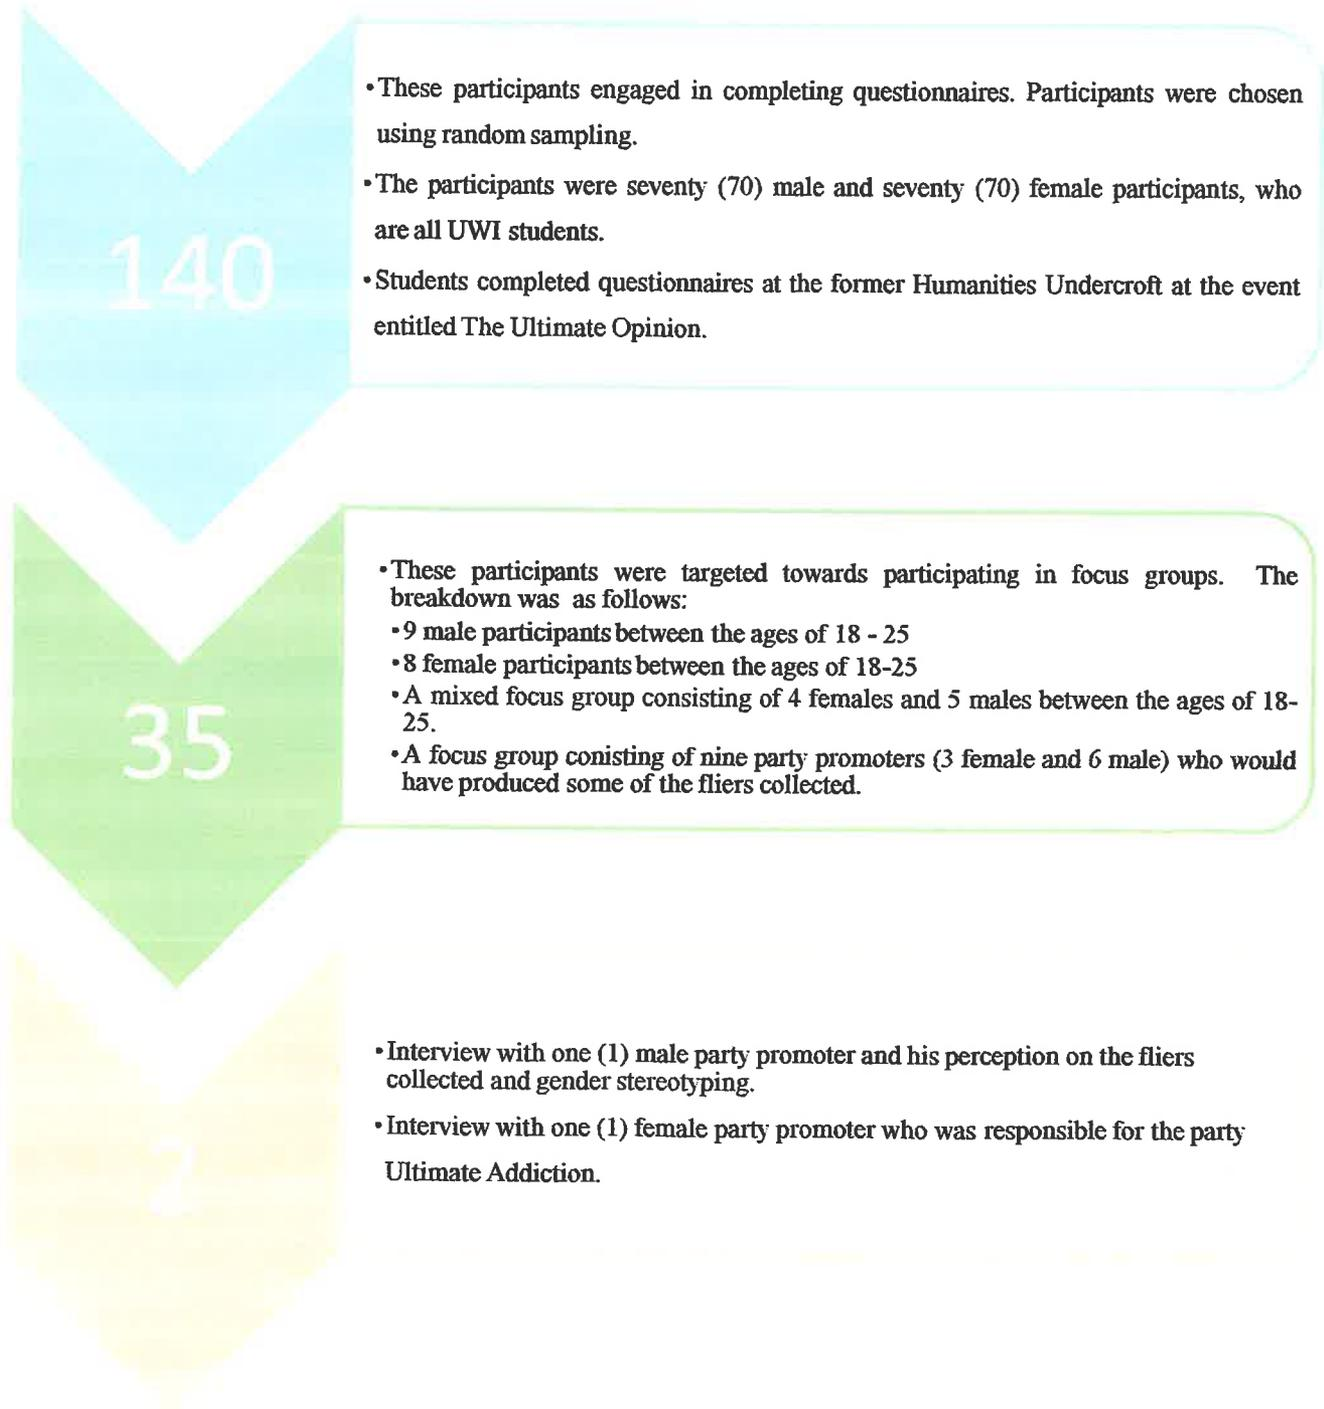 140
•These participants engaged in completing questionnaires. Participants were chosen
using random sampling.
•The participants were seventy (70) male and seventy (70) female participants, who
are all UWI students.
•Students completed questionnaires at the former Humanities Undercroft at the event
entitled The Ultimate Opinion.
35
•These participants were targeted towards participating in focus groups. The
breakdown was as follows:
•9 male participants between the ages of 18 - 25
•8 female participants between the ages of 18-25
•A mixed focus group consisting of 4 females and 5 males between the ages of 18-
25.
•A focus group conisting of nine party promoters (3 female and 6 male) who would
have produced some of the fliers collected.
2
•Interview with one (1) male party promoter and his perception on the fliers
collected and gender stereotyping.
•Interview with one (1) female party promoter who was responsible for the party
Ultimate Addiction.